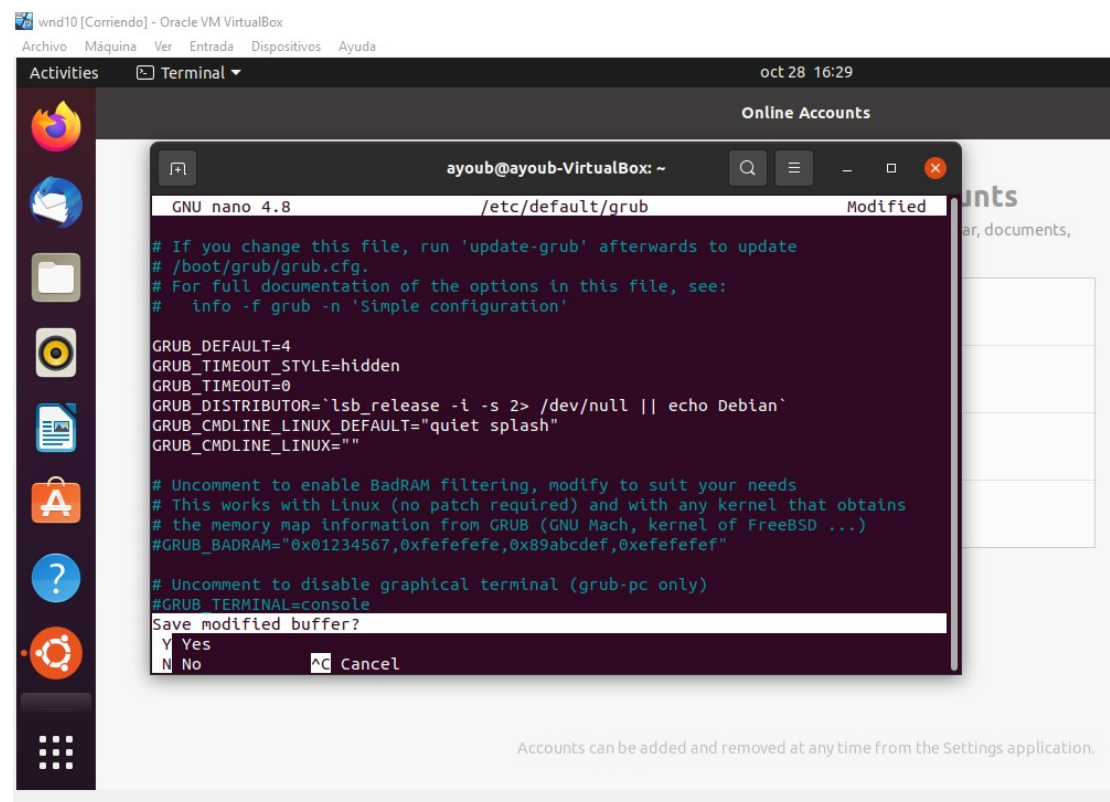 wnd10 [Corriendo] - Oracle VM VirtualBox
Archivo Máquina Ver Entrada Dispositivos Ayuda
Activities Terminal oct 28 16:29
Online Accounts
ayoub@ayoub-VirtualBox: ~
GNU nano 4.8 /etc/default/grub Modified
unts
ar, documents,
# If you change this file, run 'update-grub' afterwards to update
# /boot/grub/grub.cfg.
# For full documentation of the options in this file, see:
#   info -f grub -n 'Simple configuration'
GRUB_DEFAULT=4
GRUB_TIMEOUT_STYLE=hidden
GRUB_TIMEOUT=0
GRUB_DISTRIBUTOR=`lsb_release -i -s 2> /dev/null || echo Debian`
GRUB_CMDLINE_LINUX_DEFAULT="quiet splash"
GRUB_CMDLINE_LINUX=""
# Uncomment to enable BadRAM filtering, modify to suit your needs
# This works with Linux (no patch required) and with any kernel that obtains
# the memory map information from GRUB (GNU Mach, kernel of FreeBSD ...)
#GRUB_BADRAM="0x01234567,0xfefefefe,0x89abcdef,0xefefefef"
# Uncomment to disable graphical terminal (grub-pc only)
#GRUB_TERMINAL=console
Save modified buffer?
Y Yes
N No ^C Cancel
Accounts can be added and removed at any time from the Settings application.